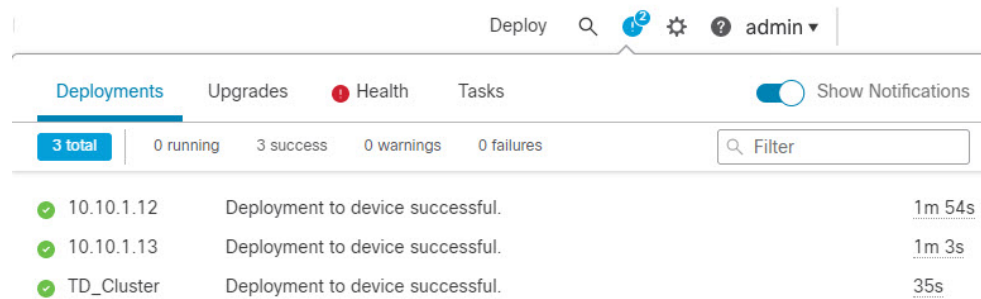 Deploy 2 ? admin
Deployments Upgrades ! Health Tasks Show Notifications
3 total 0 running 3 success 0 warnings 0 failures Filter
10.10.1.12 Deployment to device successful. 1m 54s
10.10.1.13 Deployment to device successful. 1m 3s
TD_Cluster Deployment to device successful. 35s